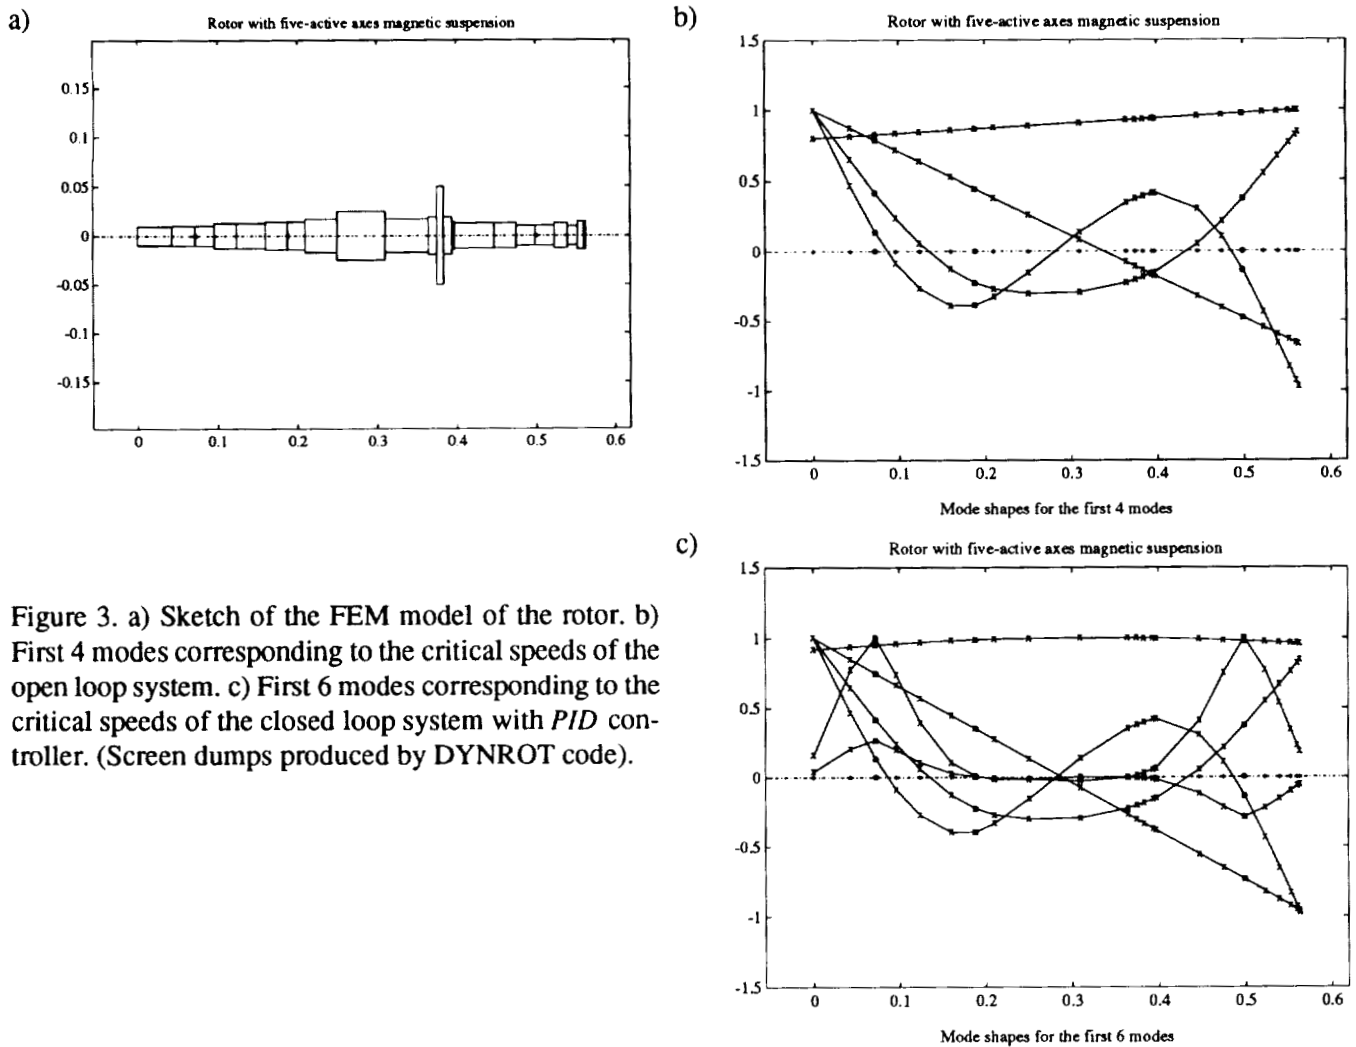 a)
Rotor with five-active axes magnetic suspension
0.15
0.1
0.05
0
-0.05
-0.1
-0.15
0 0.1 0.2 0.3 0.4 0.5 0.6
b)
Rotor with five-active axes magnetic suspension
1.5
1
0.5
0
-0.5
-1
-1.5
0 0.1 0.2 0.3 0.4 0.5 0.6
Mode shapes for the first 4 modes
c)
Rotor with five-active axes magnetic suspension
1.5
1
0.5
0
-0.5
-1
-1.5
0 0.1 0.2 0.3 0.4 0.5 0.6
Mode shapes for the first 6 modes
Figure 3. a) Sketch of the FEM model of the rotor. b)
First 4 modes corresponding to the critical speeds of the
open loop system. c) First 6 modes corresponding to the
critical speeds of the closed loop system with PID con-
troller. (Screen dumps produced by DYNROT code).